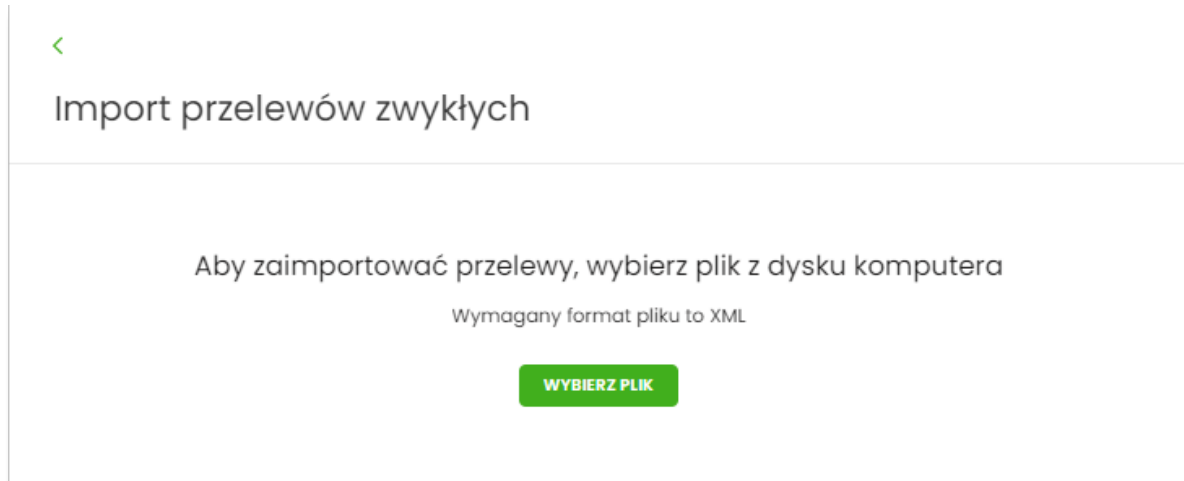 Import przelewów zwykłych
Aby zaimportować przelewy, wybierz plik z dysku komputera
Wymagany format pliku to XML
WYBIERZ PLIK